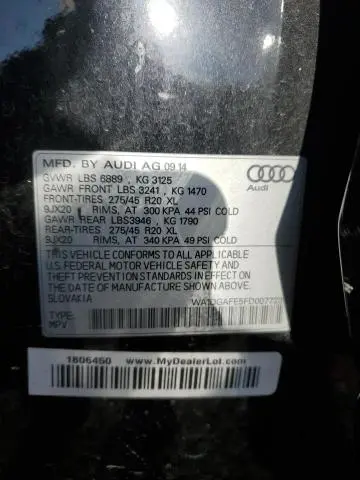 MFD. BY AUDI AG 09 14
GVWR LBS 6889 , KG 3125
GAWR FRONT LBS 3241 , KG 1470
FRONT-TIRES 275/45 R20 XL
9JX20 RIMS, AT 300 KPA 44 PSI COLD
GAWR REAR LBS3946 , KG 1790
REAR-TIRES 275/45 R20 XL
9JX20 RIMS, AT 340 KPA 49 PSI COLD
Audi
THIS VEHICLE CONFORMS TO ALL APPLICABLE
U.S. FEDERAL MOTOR VEHICLE SAFETY AND
THEFT PREVENTION STANDARDS IN EFFECT ON
THE DATE OF MANUFACTURE SHOWN ABOVE.
SLOVAKIA
TYPE:
MPV
1806450 www.MyDealerLot.com